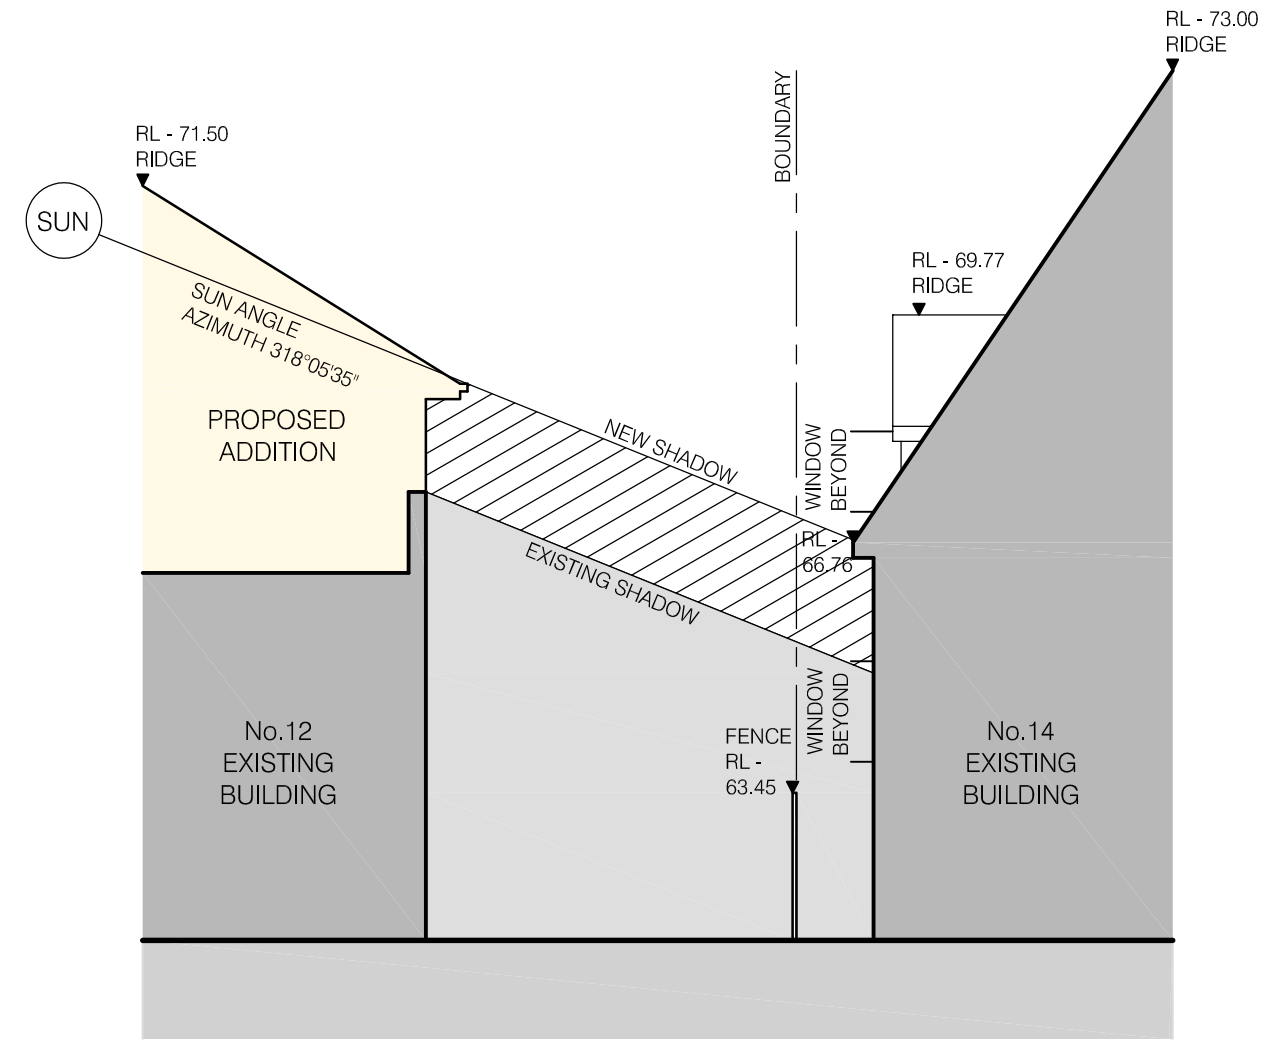 RL - 73.00
RIDGE
BOUNDARY
RL - 71.50
RIDGE
SUN
RL - 69.77
RIDGE
SUN ANGLE
AZIMUTH 318°05'35"
PROPOSED
ADDITION
NEW SHADOW
WINDOW
BEYOND
RL -
66.76
EXISTING SHADOW
WINDOW
BEYOND
No.12
EXISTING
BUILDING
FENCE
RL -
63.45
No.14
EXISTING
BUILDING